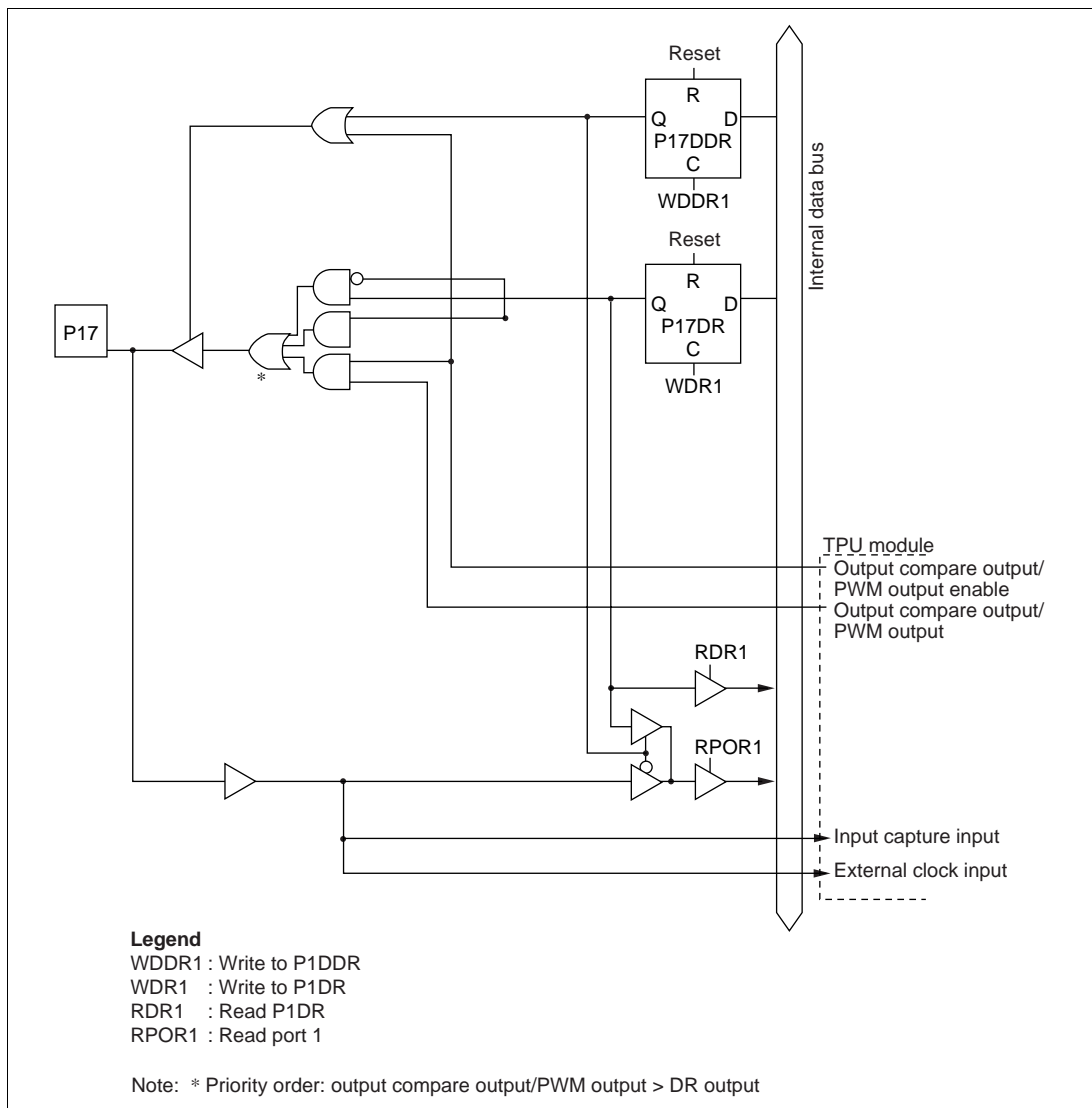 Reset
R
Q D
P17DDR
C
WDDR1
Reset
R
Q D
P17DR
C
WDR1
Internal data bus
P17
*
TPU module
Output compare output/
PWM output enable
Output compare output/
PWM output
RDR1
RPOR1
Input capture input
External clock input
Legend
WDDR1 : Write to P1DDR
WDR1 : Write to P1DR
RDR1 : Read P1DR
RPOR1 : Read port 1
Note: * Priority order: output compare output/PWM output > DR output